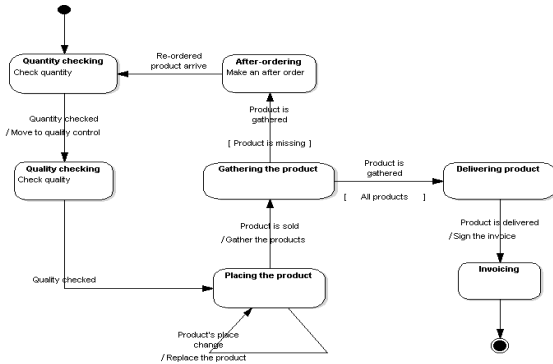 Quantity checking
Check quantity
Re-ordered
product arrive
After-ordering
Make an after order
Quantity checked
/ Move to quality control
Product is
gathered
[ Product is missing ]
Quality checking
Check quality
Gathering the product
Product is
gathered
[ All products ]
Delivering product
Product is sold
/ Gather the products
Product is delivered
/ Sign the invoice
Quality checked
Placing the product
Invoicing
Product's place
change
/ Replace the product